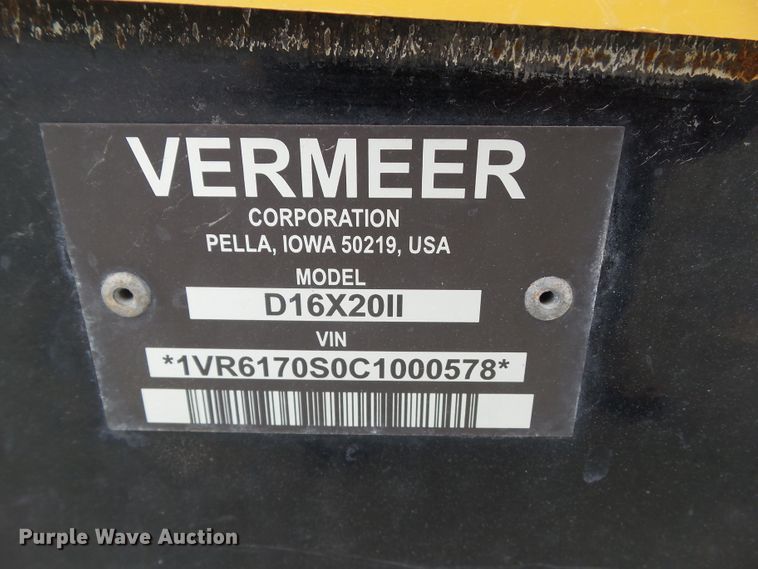 VERMEER
CORPORATION
PELLA, IOWA 50219, USA
MODEL
D16X20II
VIN
*1VR6170S0C1000578*
Purple Wave Auction